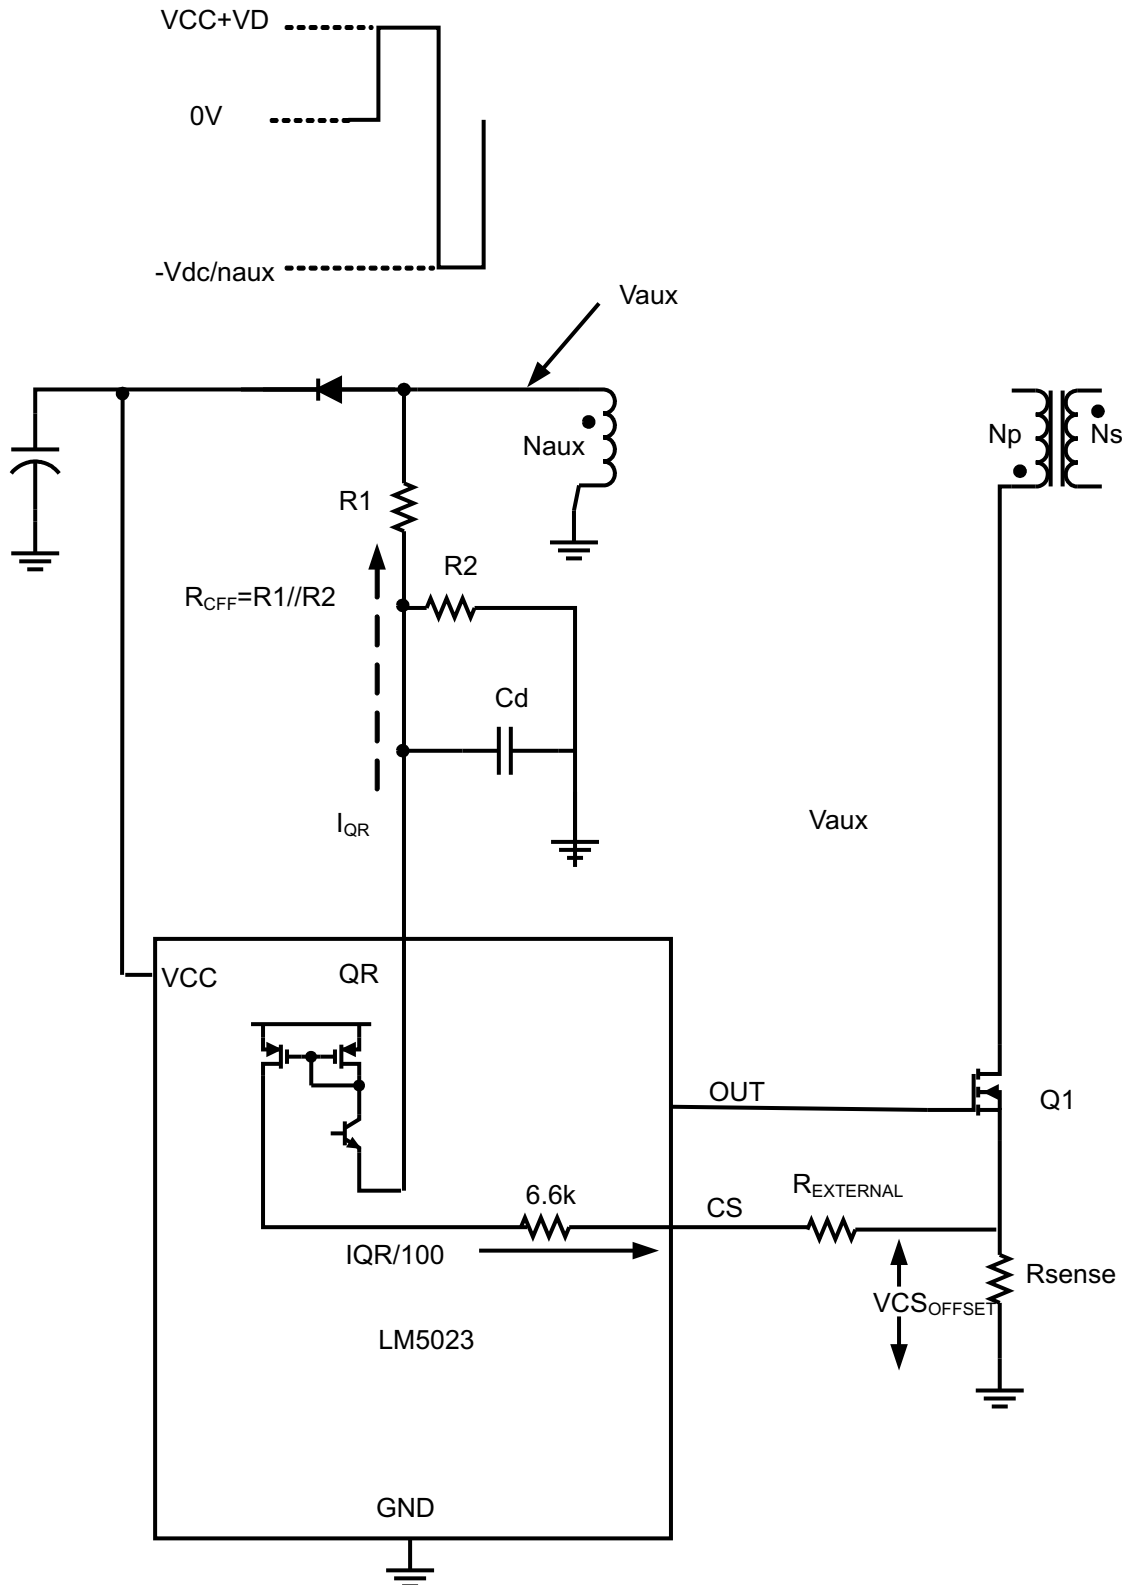 VCC+VD
0V
-Vdc/naux
Vaux
Naux
Np
Ns
R1
R2
RCFF=R1//R2
Cd
IQR
Vaux
VCC
QR
OUT
Q1
6.6k
CS
REXTERNAL
IQR/100
Rsense
VCSOFFSET
LM5023
GND